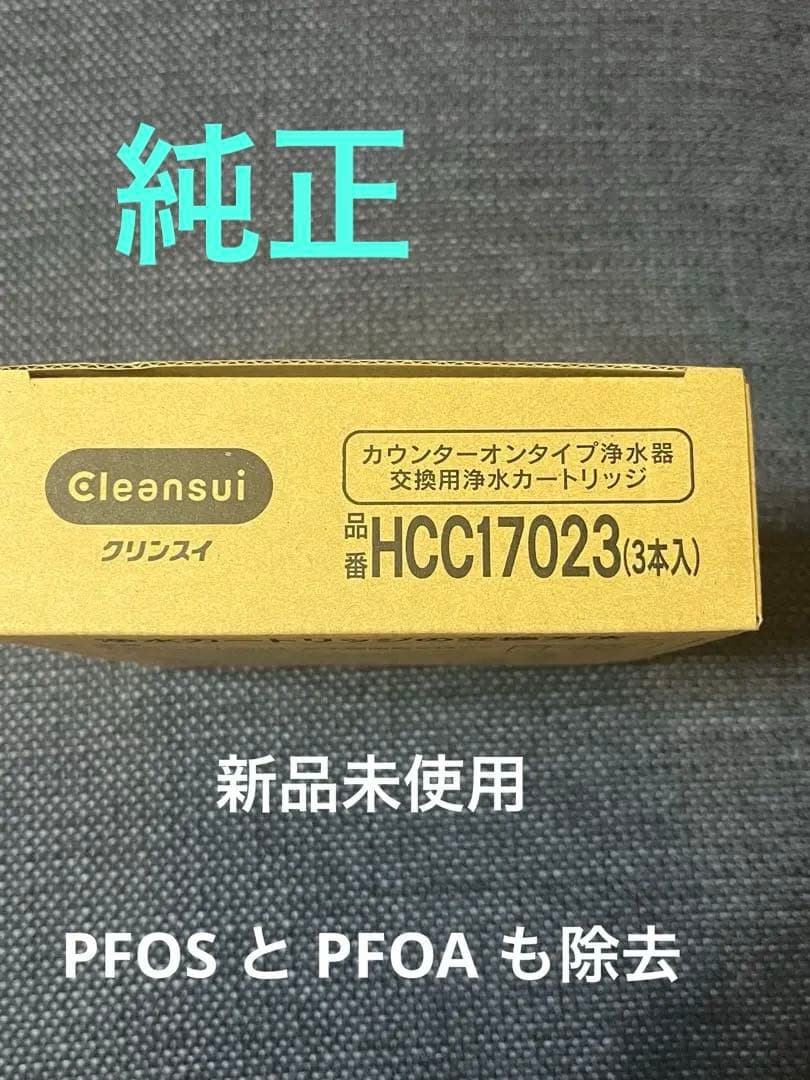 純正
Cleansui
クリンスイ
カウンターオンタイプ浄水器
交換用浄水カートリッジ
品番HCC17023(3本入)
新品未使用
PFOS と PFOA も除去